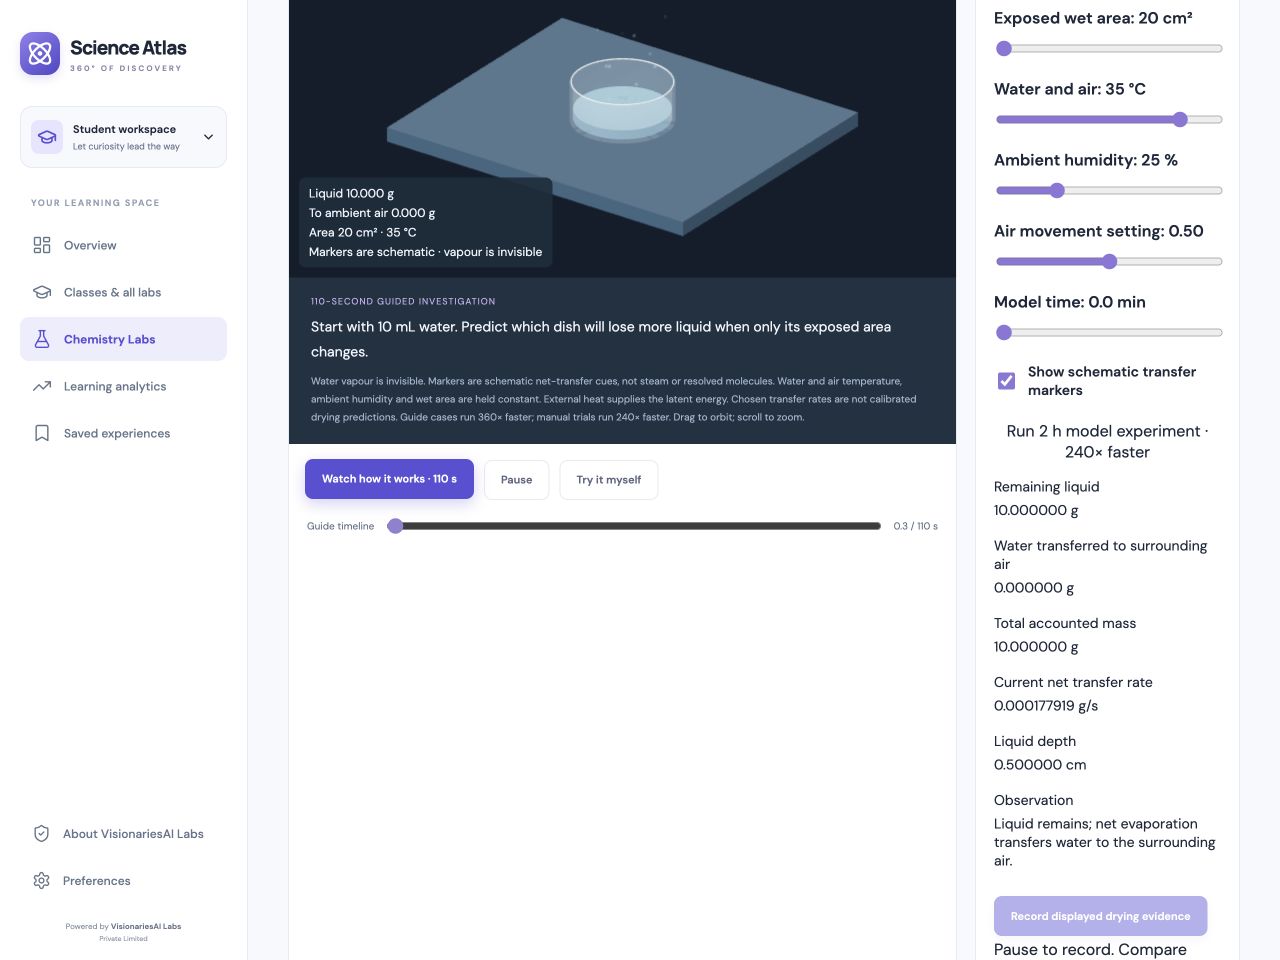 Science Atlas
360° OF DISCOVERY
Student workspace
Let curiosity lead the way
YOUR LEARNING SPACE
Overview
Classes & all labs
Chemistry Labs
Learning analytics
Saved experiences
About VisionariesAI Labs
Preferences
Powered by VisionariesAI Labs
Private Limited
Liquid 10.000 g
To ambient air 0.000 g
Area 20 cm² · 35 °C
Markers are schematic · vapour is invisible
110-SECOND GUIDED INVESTIGATION
Start with 10 mL water. Predict which dish will lose more liquid when only its exposed area
changes.
Water vapour is invisible. Markers are schematic net-transfer cues, not steam or resolved molecules. Water and air temperature,
ambient humidity and wet area are held constant. External heat supplies the latent energy. Chosen transfer rates are not calibrated
drying predictions. Guide cases run 360× faster; manual trials run 240× faster. Drag to orbit; scroll to zoom.
Watch how it works · 110 s
Pause
Try it myself
Guide timeline
0.3 / 110 s
Exposed wet area: 20 cm²
Water and air: 35 °C
Ambient humidity: 25 %
Air movement setting: 0.50
Model time: 0.0 min
Show schematic transfer
markers
Run 2 h model experiment ·
240× faster
Remaining liquid
10.000000 g
Water transferred to surrounding
air
0.000000 g
Total accounted mass
10.000000 g
Current net transfer rate
0.000177919 g/s
Liquid depth
0.500000 cm
Observation
Liquid remains; net evaporation
transfers water to the surrounding
air.
Record displayed drying evidence
Pause to record. Compare